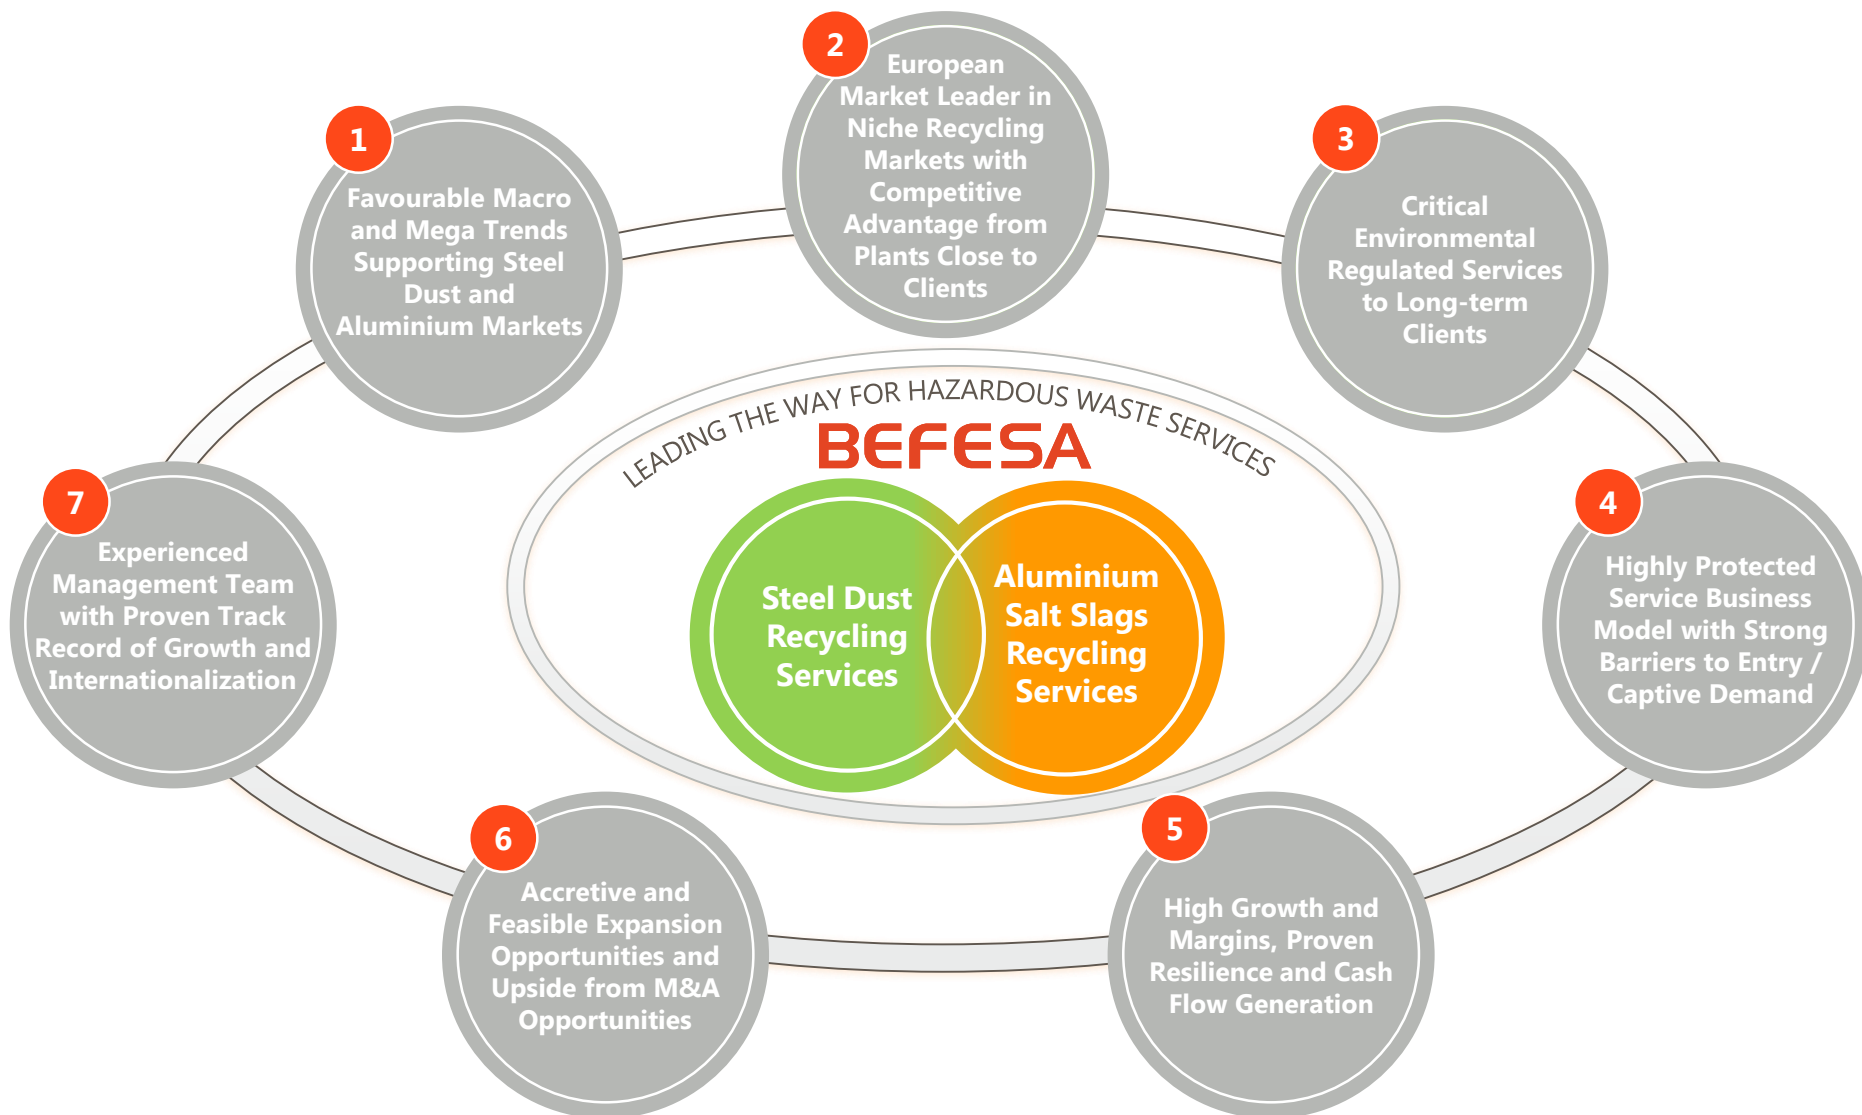 1
Favourable Macro
and Mega Trends
Supporting Steel
Dust and
Aluminium Markets
2
European
Market Leader in
Niche Recycling
Markets with
Competitive
Advantage from
Plants Close to
Clients
3
Critical
Environmental
Regulated Services
to Long-term
Clients
4
Highly Protected
Service Business
Model with Strong
Barriers to Entry /
Captive Demand
5
High Growth and
Margins, Proven
Resilience and Cash
Flow Generation
6
Accretive and
Feasible Expansion
Opportunities and
Upside from M&A
Opportunities
7
Experienced
Management Team
with Proven Track
Record of Growth and
Internationalization
LEADING THE WAY FOR HAZARDOUS WASTE SERVICES
BEFESA
Steel Dust
Recycling
Services
Aluminium
Salt Slags
Recycling
Services